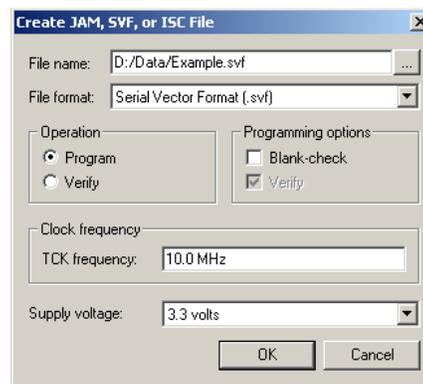 Create JAM, SVF, or ISC File
File name: D:/Data/Example.svf ...
File format: Serial Vector Format (.svf)
Operation
Program
Verify
Programming options
Blank-check
Verify
Clock frequency
TCK frequency: 10.0 MHz
Supply voltage: 3.3 volts
OK Cancel